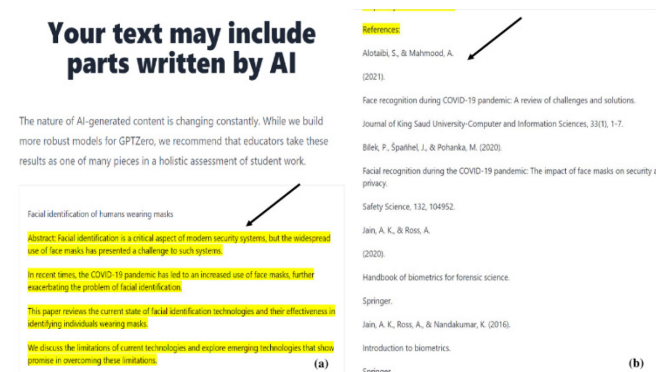 Your text may include
parts written by AI
The nature of AI-generated content is changing constantly. While we build
more robust models for GPTZero, we recommend that educators take these
results as one of many pieces in a holistic assessment of student work.
Facial identification of humans wearing masks
Abstract: Facial identification is a critical aspect of modern security systems, but the widespread
use of face masks has presented a challenge to such systems.
In recent times, the COVID-19 pandemic has led to an increased use of face masks, further
exacerbating the problem of facial identification.
This paper reviews the current state of facial identification technologies and their effectiveness in
identifying individuals wearing masks.
We discuss the limitations of current technologies and explore emerging technologies that show
promise in overcoming these limitations.
(a)
References:
Alotaibi, S., & Mahmood, A.
(2021).
Face recognition during COVID-19 pandemic: A review of challenges and solutions.
Journal of King Saud University-Computer and Information Sciences, 33(1), 1-7.
Bilek, P., Španhel, J., & Pohanka, M. (2020).
Facial recognition during the COVID-19 pandemic: The impact of face masks on security a
privacy.
Safety Science, 132, 104952.
Jain, A. K., & Ross, A.
(2020).
Handbook of biometrics for forensic science.
Springer.
Jain, A. K., Ross, A., & Nandakumar, K. (2016).
Introduction to biometrics.
(b)